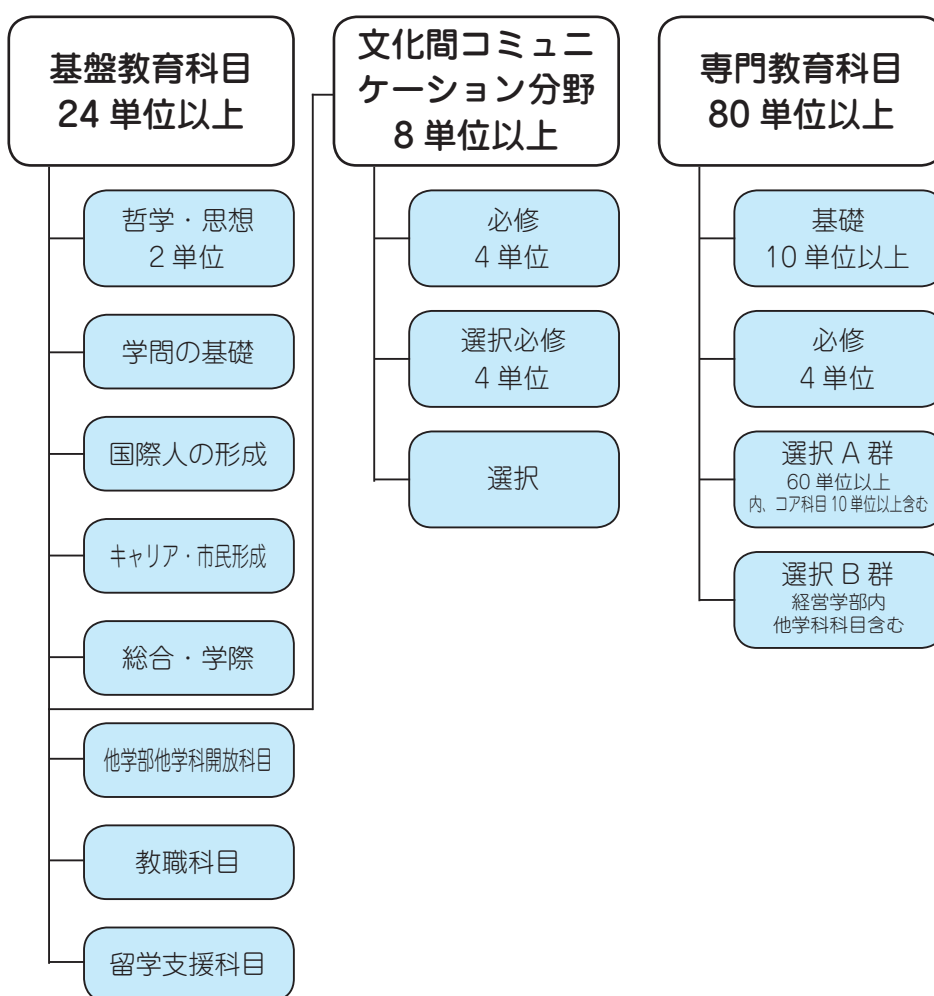 基盤教育科目
24 単位以上
哲学・思想
2 単位
学問の基礎
国際人の形成
キャリア・市民形成
総合・学際
他学部他学科開放科目
教職科目
留学支援科目
文化間コミュニ
ケーション分野
8 単位以上
必修
4 単位
選択必修
4 単位
選択
専門教育科目
80 単位以上
基礎
10 単位以上
必修
4 単位
選択 A 群
60 単位以上
内、コア科目 10 単位以上含む
選択 B 群
経営学部内
他学科科目含む